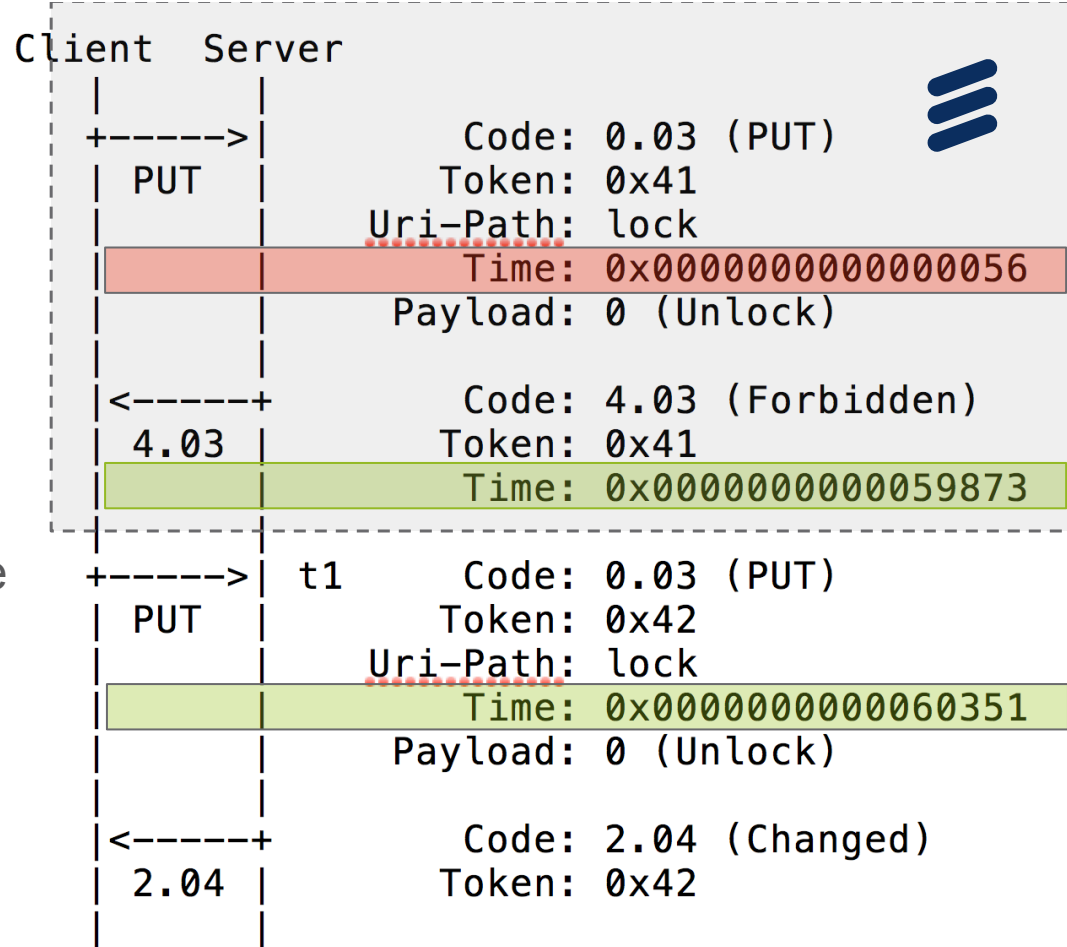 Client  Server
   |      |
   +----->|        Code: 0.03 (PUT)
   | PUT  |       Token: 0x41
   |      |    Uri-Path: lock
   |      |        Time: 0x0000000000000056
   |      |     Payload: 0 (Unlock)
   |      |
   |<-----+        Code: 4.03 (Forbidden)
   | 4.03 |       Token: 0x41
   |      |        Time: 0x0000000000059873
   |      |
e  +----->| t1     Code: 0.03 (PUT)
   | PUT  |       Token: 0x42
   |      |    Uri-Path: lock
   |      |        Time: 0x0000000000060351
   |      |     Payload: 0 (Unlock)
   |      |
   |<-----+        Code: 2.04 (Changed)
   | 2.04 |       Token: 0x42
   |      |